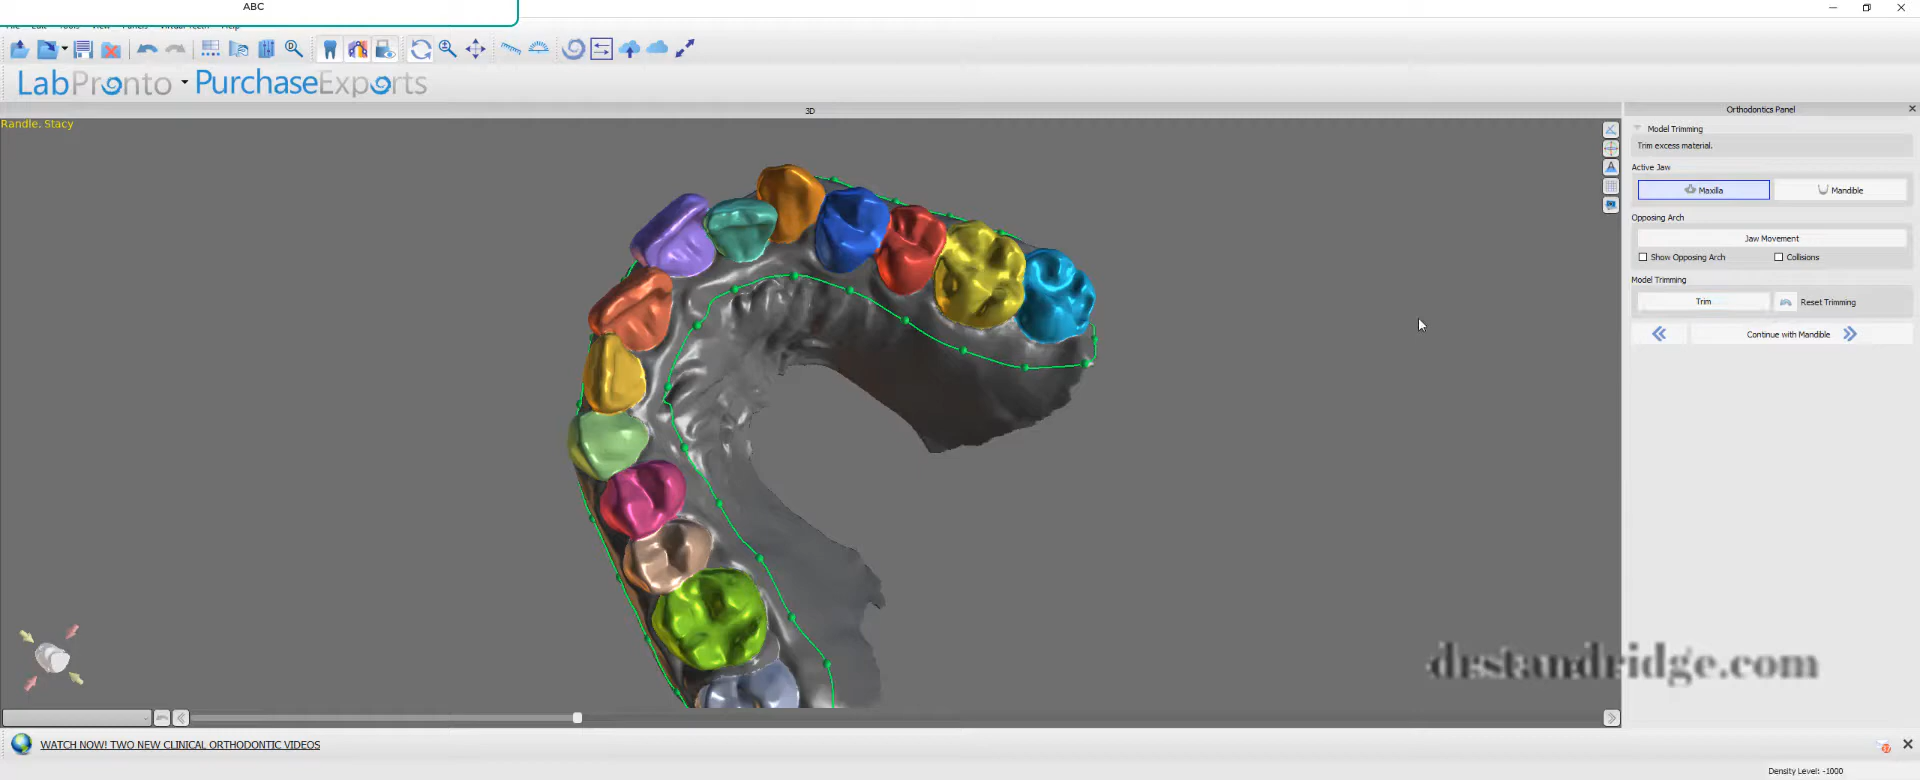 ABC
LabPronto PurchaseExports
3D
Orthodontics Panel
Randle, Stacy
Model Trimming
Trim excess material.
Active Jaw
Maxilla
Mandible
Opposing Arch
Jaw Movement
Show Opposing Arch
Collisions
Model Trimming
Trim
Reset Trimming
Continue with Mandible
drstandridge.com
WATCH NOW! TWO NEW CLINICAL ORTHODONTIC VIDEOS
Density Level: -1000